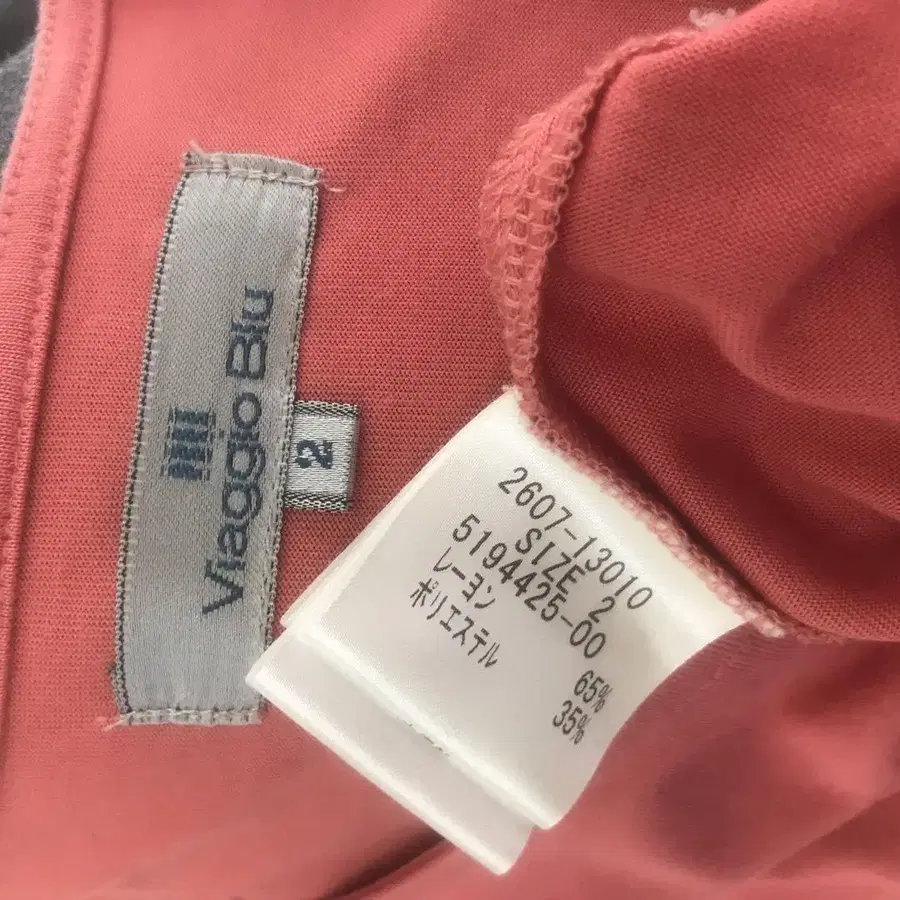 Viaggio Blu
2
2607-13010
SIZE 2
5194425-00
レーヨン 65%
ポリエステル 35%